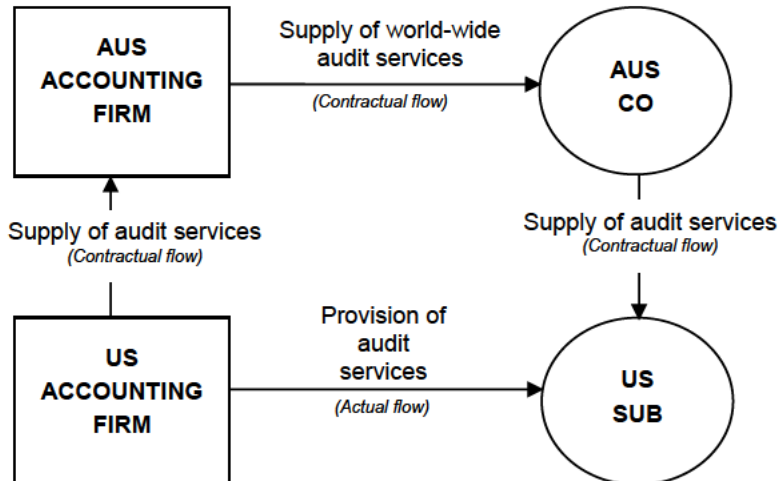 AUS
ACCOUNTING
FIRM
Supply of world-wide
audit services
(Contractual flow)
AUS
CO
Supply of audit services
(Contractual flow)
Supply of audit services
(Contractual flow)
US
ACCOUNTING
FIRM
Provision of
audit
services
(Actual flow)
US
SUB